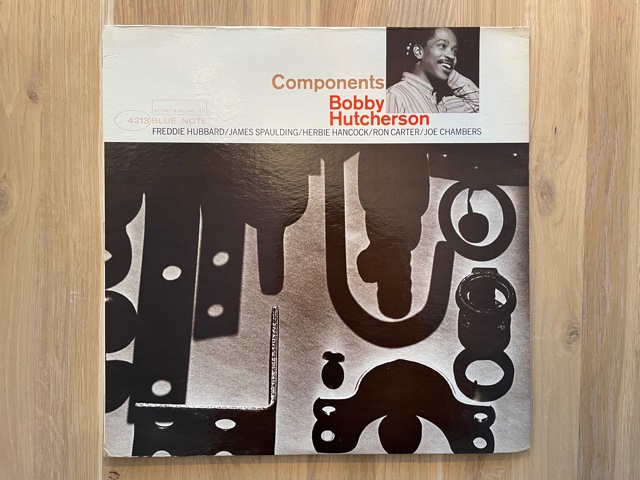 Components
Bobby
Hutcherson
4213 BLUE NOTE
FREDDIE HUBBARD/JAMES SPAULDING/HERBIE HANCOCK/RON CARTER/JOE CHAMBERS